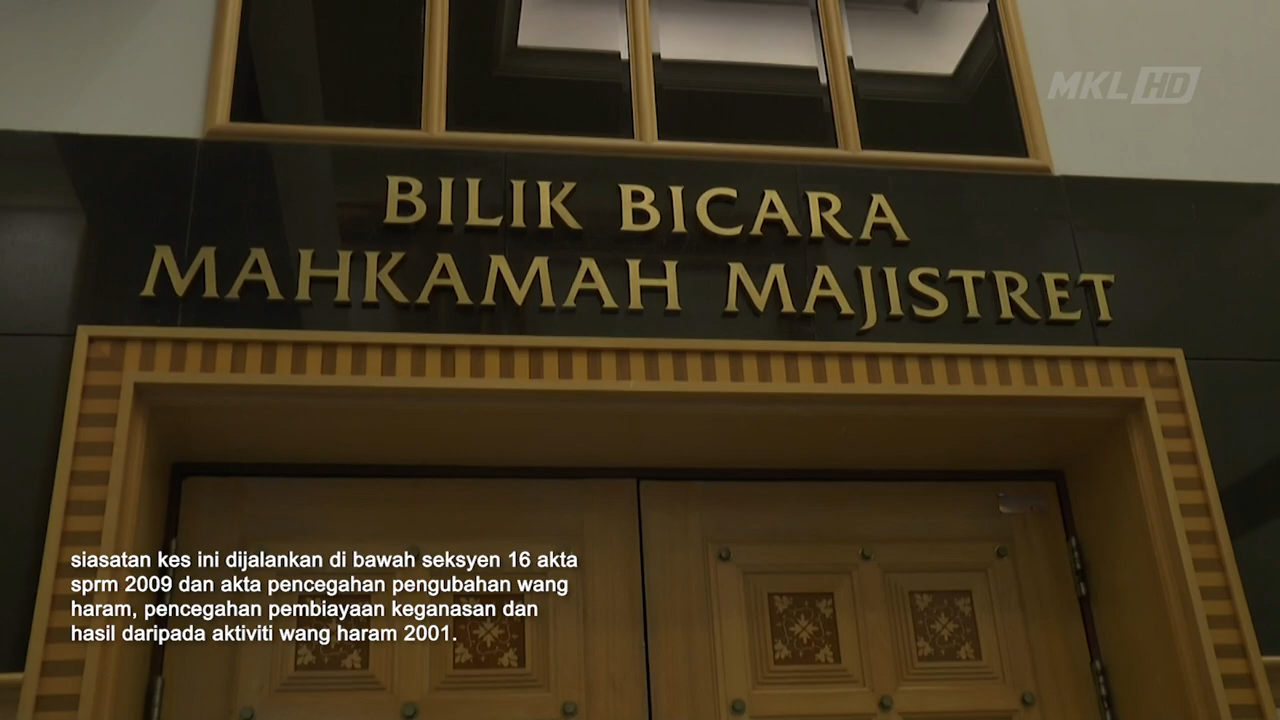 MKL HD
BILIK BICARA
MAHKAMAH MAJISTRET
siasatan kes ini dijalankan di bawah seksyen 16 akta
sprm 2009 dan akta pencegahan pengubahan wang
haram, pencegahan pembiayaan keganasan dan
hasil daripada aktiviti wang haram 2001.